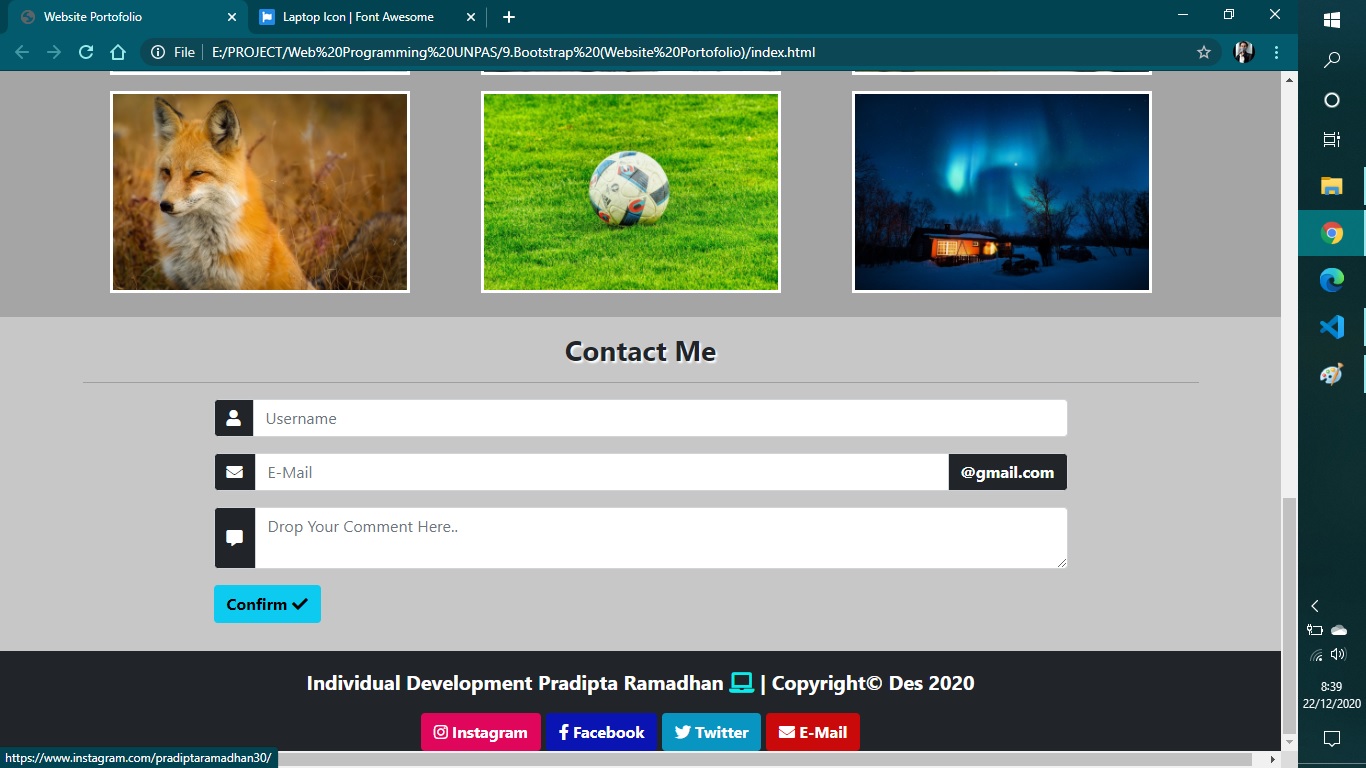 Website Portofolio
Laptop Icon | Font Awesome
File
E:/PROJECT/Web%20Programming%20UNPAS/9.Bootstrap%20(Website%20Portofolio)/index.html
Contact Me
Username
E-Mail
@gmail.com
Drop Your Comment Here..
Confirm
Individual Development Pradipta Ramadhan | Copyright© Des 2020
Instagram
Facebook
Twitter
E-Mail
https://www.instagram.com/pradiptaramadhan30/
8:39
22/12/2020